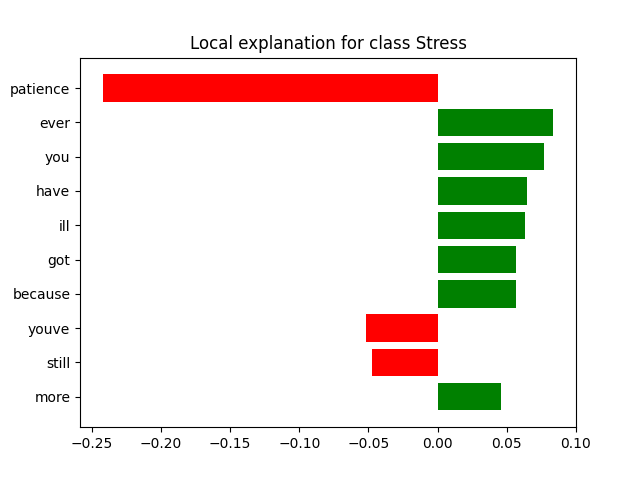 Local explanation for class Stress
patience
ever
you
have
ill
got
because
youve
still
more
−0.25 −0.20 −0.15 −0.10 −0.05 0.00 0.05 0.10